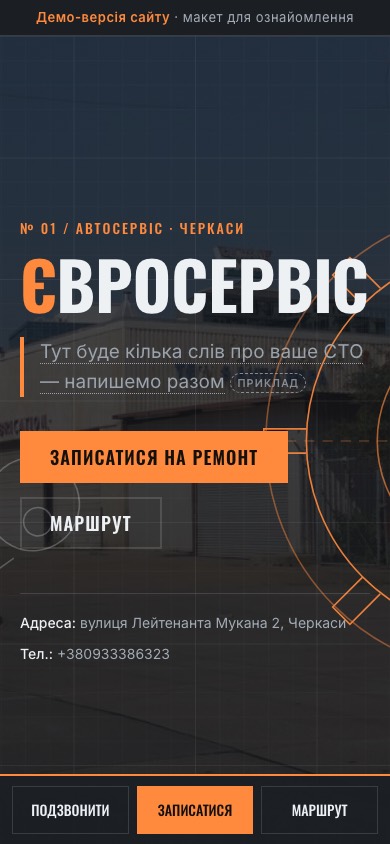 Демо-версія сайту · макет для ознайомлення
№ 01 / АВТОСЕРВІС · ЧЕРКАСИ
ЄВРОСЕРВІС
Тут буде кілька слів про ваше СТО
— напишемо разом ПРИКЛАД
ЗАПИСАТИСЯ НА РЕМОНТ
МАРШРУТ
Адреса: вулиця Лейтенанта Мукана 2, Черкаси
Тел.: +380933386323
ПОДЗВОНИТИ ЗАПИСАТИСЯ МАРШРУТ